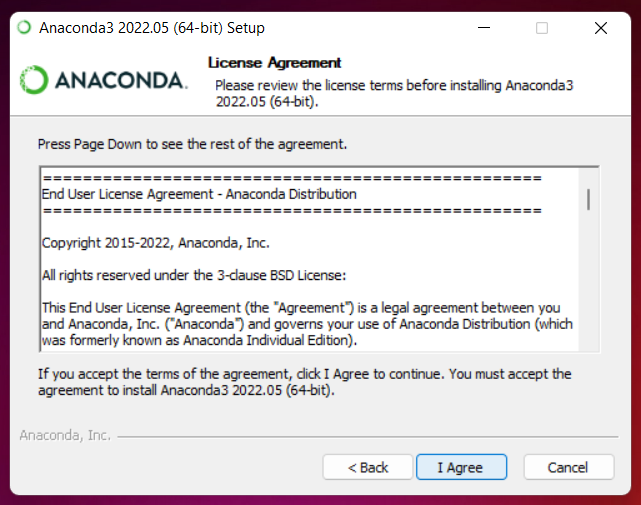 Anaconda3 2022.05 (64-bit) Setup
ANACONDA.
License Agreement
Please review the license terms before installing Anaconda3
2022.05 (64-bit).
Press Page Down to see the rest of the agreement.
==================================================
End User License Agreement - Anaconda Distribution
==================================================
Copyright 2015-2022, Anaconda, Inc.
All rights reserved under the 3-clause BSD License:
This End User License Agreement (the "Agreement") is a legal agreement between you
and Anaconda, Inc. ("Anaconda") and governs your use of Anaconda Distribution (which
was formerly known as Anaconda Individual Edition).
If you accept the terms of the agreement, click I Agree to continue. You must accept the
agreement to install Anaconda3 2022.05 (64-bit).
Anaconda, Inc.
< Back
I Agree
Cancel